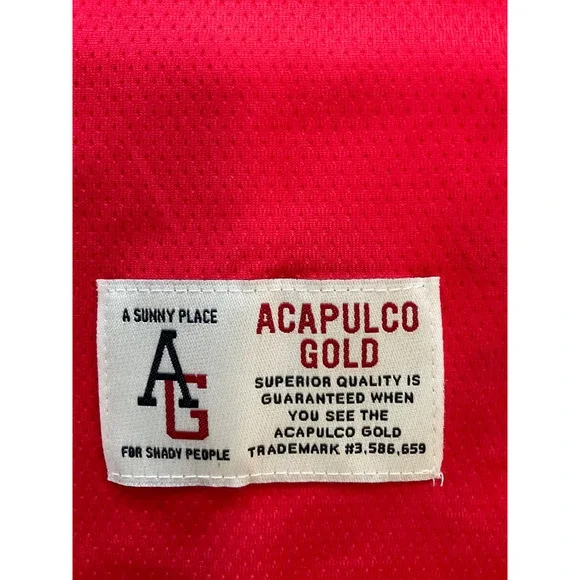 A SUNNY PLACE
AG
FOR SHADY PEOPLE
ACAPULCO
GOLD
SUPERIOR QUALITY IS
GUARANTEED WHEN
YOU SEE THE
ACAPULCO GOLD
TRADEMARK #3,586,659